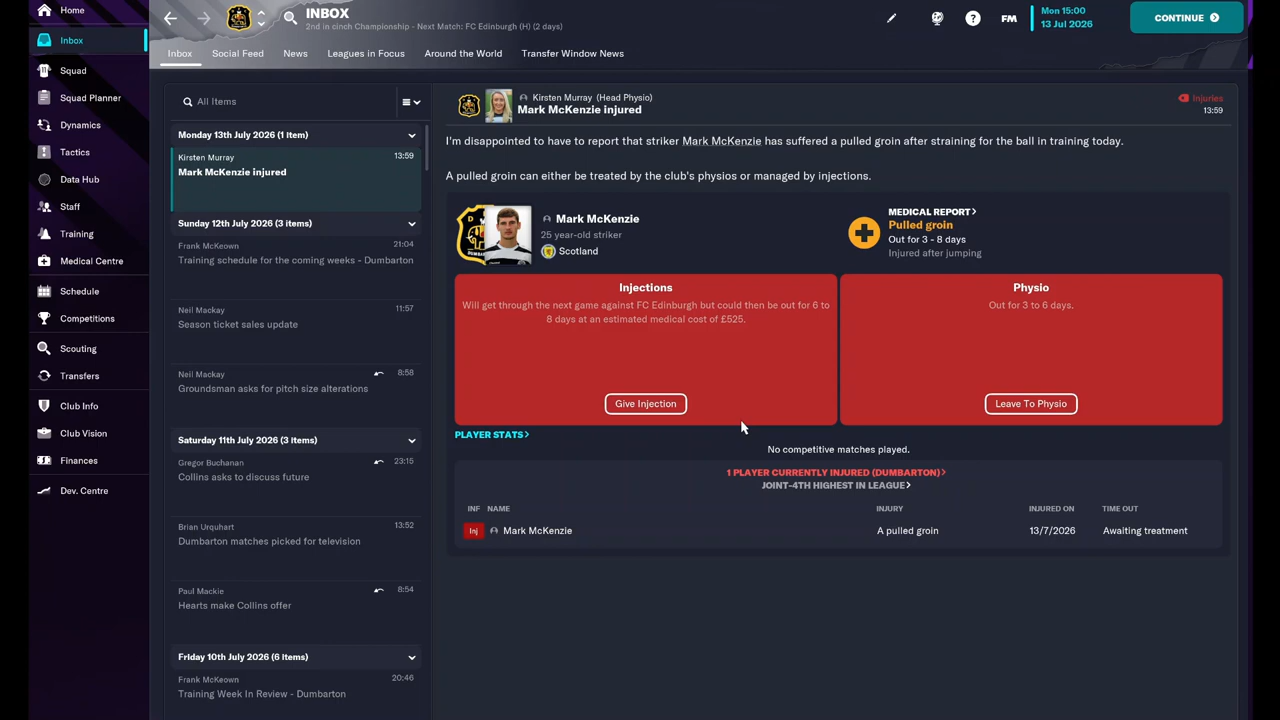 Home
INBOX
2nd in cinch Championship - Next Match: FC Edinburgh (H) (2 days)
FM
Mon 15:00
13 Jul 2026
CONTINUE
Inbox
Squad
Squad Planner
Dynamics
Tactics
Data Hub
Staff
Training
Medical Centre
Schedule
Competitions
Scouting
Transfers
Club Info
Club Vision
Finances
Dev. Centre
Inbox Social Feed News Leagues in Focus Around the World Transfer Window News
All Items
Monday 13th July 2026 (1 item)
Kirsten Murray 13:59
Mark McKenzie injured
Sunday 12th July 2026 (3 items)
Frank McKeown 21:04
Training schedule for the coming weeks - Dumbarton
Neil Mackay 11:57
Season ticket sales update
Neil Mackay 8:58
Groundsman asks for pitch size alterations
Saturday 11th July 2026 (3 items)
Gregor Buchanan 23:15
Collins asks to discuss future
Brian Urquhart 13:52
Dumbarton matches picked for television
Paul Mackie 8:54
Hearts make Collins offer
Friday 10th July 2026 (6 items)
Frank McKeown 20:46
Training Week In Review - Dumbarton
Kirsten Murray (Head Physio)
Mark McKenzie injured
Injuries
13:59
I'm disappointed to have to report that striker Mark McKenzie has suffered a pulled groin after straining for the ball in training today.
A pulled groin can either be treated by the club's physios or managed by injections.
D
Mark McKenzie
25 year-old striker
Scotland
MEDICAL REPORT
Pulled groin
Out for 3 - 8 days
Injured after jumping
Injections
Will get through the next game against FC Edinburgh but could then be out for 6 to
8 days at an estimated medical cost of £525.
Give Injection
Physio
Out for 3 to 6 days.
Leave To Physio
PLAYER STATS
No competitive matches played.
1 PLAYER CURRENTLY INJURED (DUMBARTON)
JOINT-4TH HIGHEST IN LEAGUE
INF NAME INJURY INJURED ON TIME OUT
Inj Mark McKenzie A pulled groin 13/7/2026 Awaiting treatment